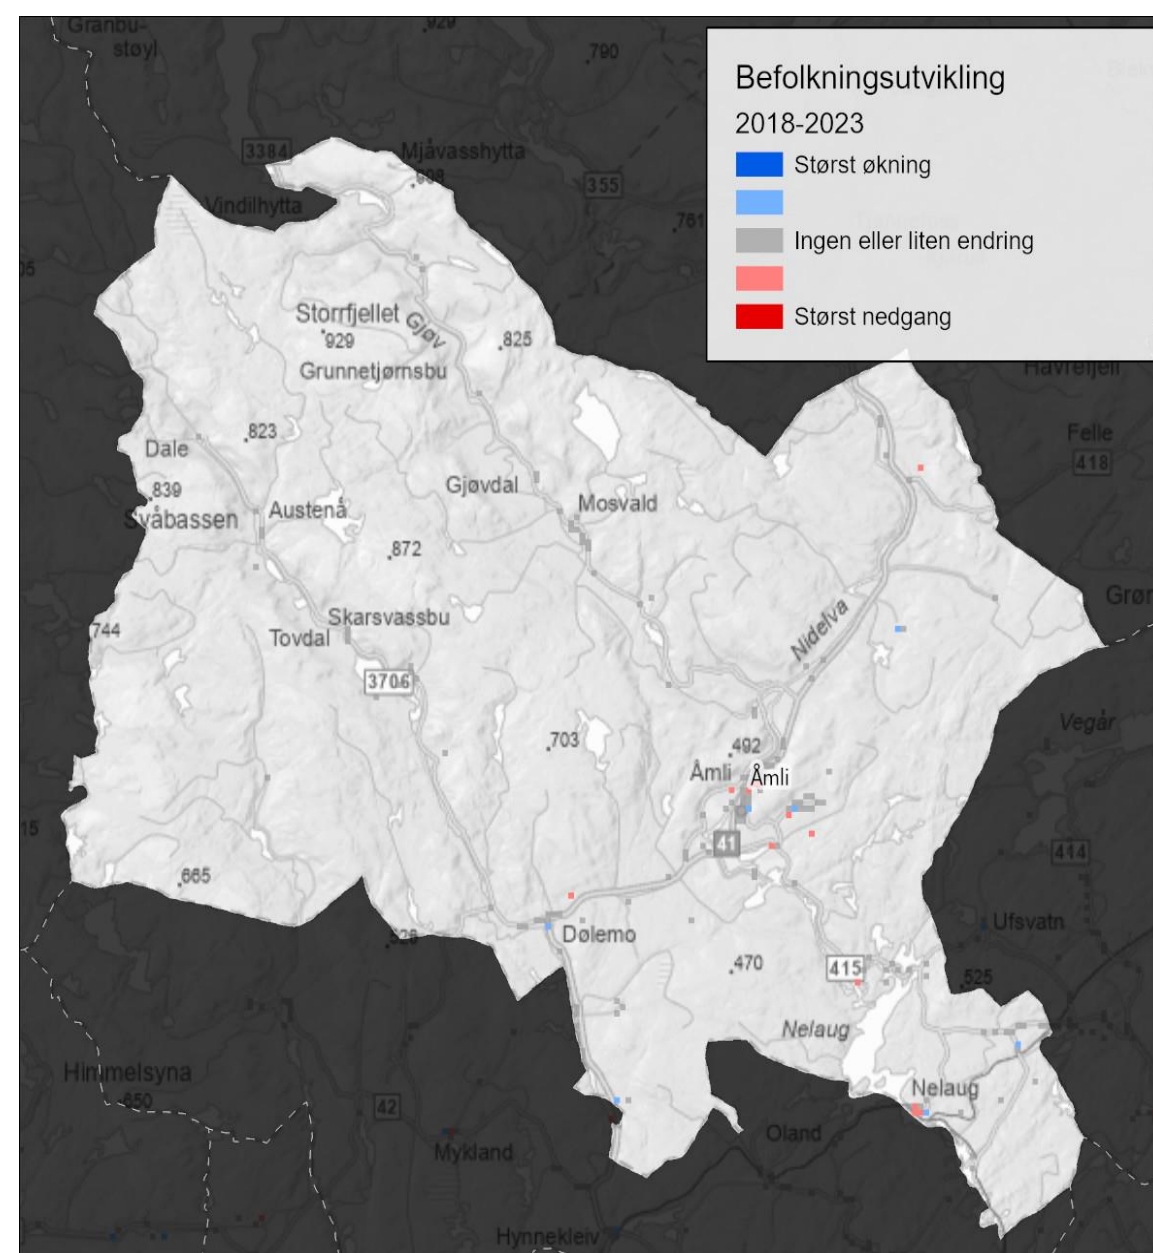 Granbu-
støyl
929
790
Befolkningsutvikling
2018-2023
Størst økning
Ingen eller liten endring
Størst nedgang
3384
Mjåvasshytta
355
Vindilhytta
761
Storrfjellet
929
Gjøv
825
Grunnetjørnsbu
Havrefjell
823
Dale
Felle
418
839
Svåbassen
Austenå
Gjøvdal
Mosvald
872
744
Skarsvassbu
Tovdal
Nidelva
3706
Vegår
703
492
Åmli
Åmli
41
414
665
Dølemo
Ufsvatn
470
415
525
Nelaug
Himmelsyna
650
42
Nelaug
Mykland
Oland
Hynnekleiv